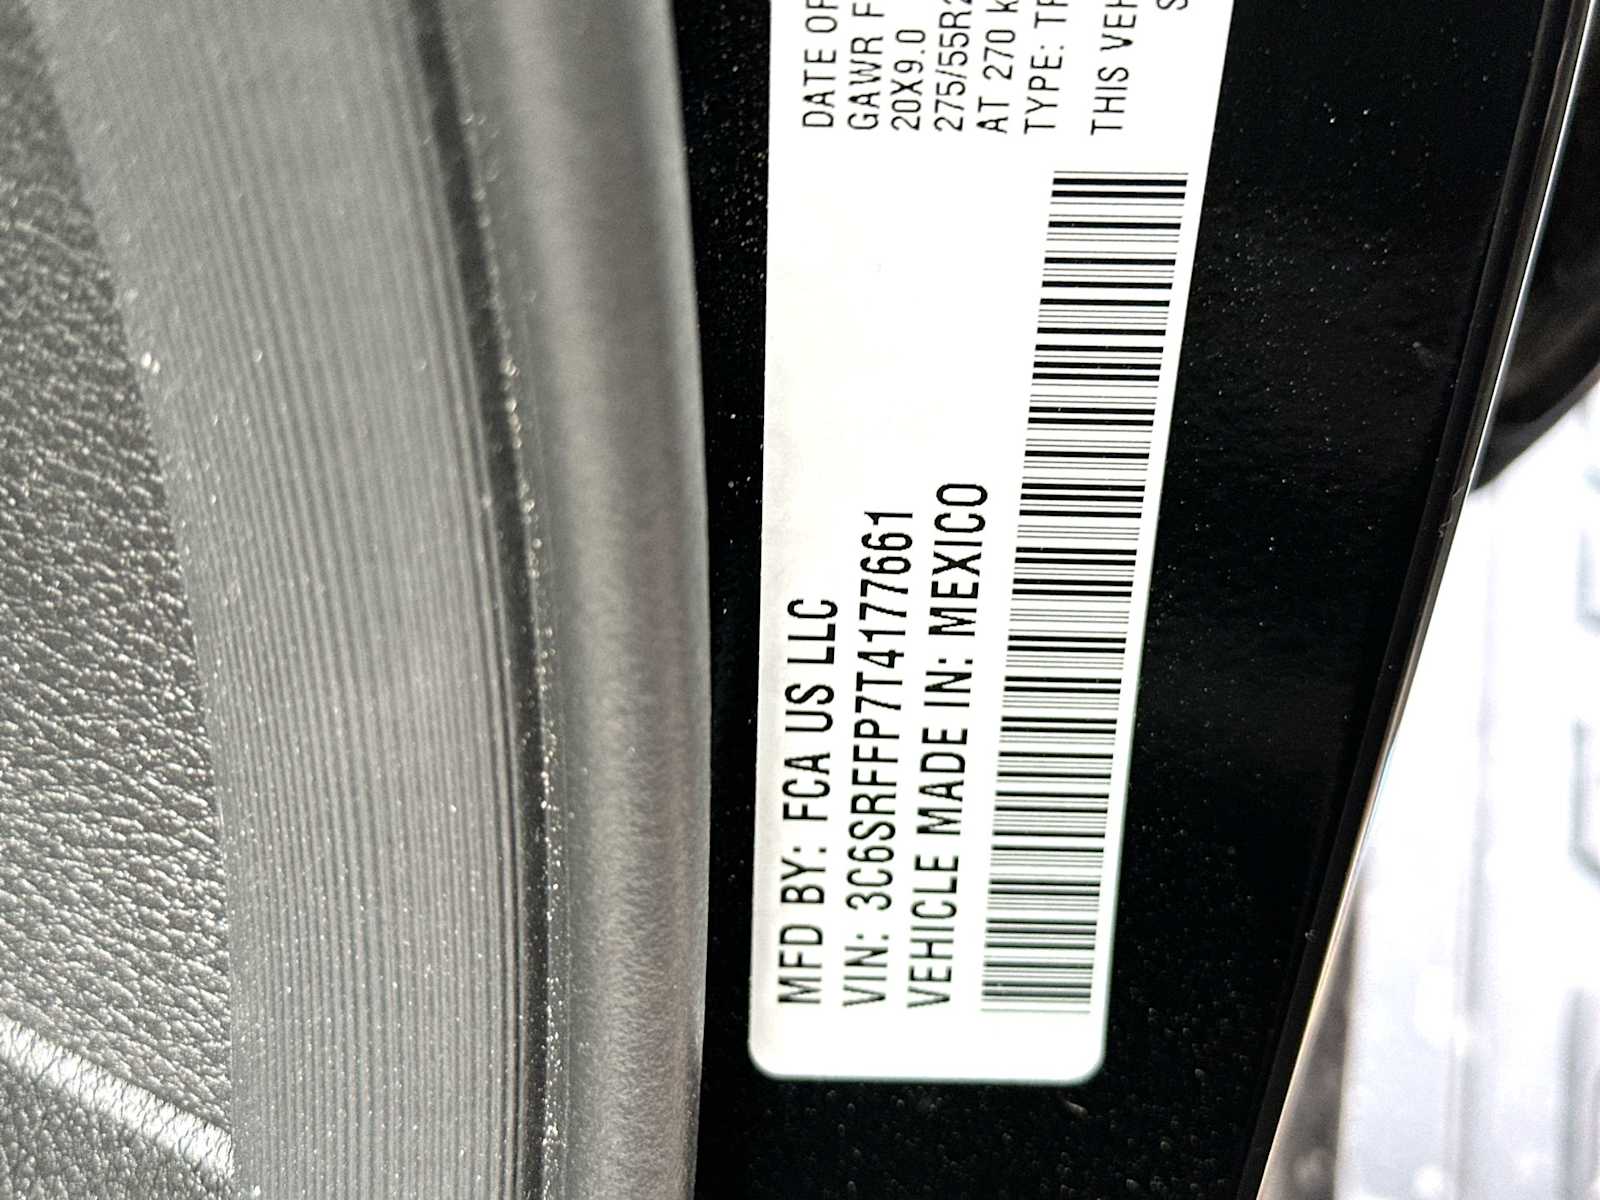 MFD BY: FCA US LLC
VIN: 3C6SRFFP7T4177661
VEHICLE MADE IN: MEXICO
DATE OF
GAWR F
20X9.0
275/55R2
AT 270 k
TYPE: TR
THIS VEH
S